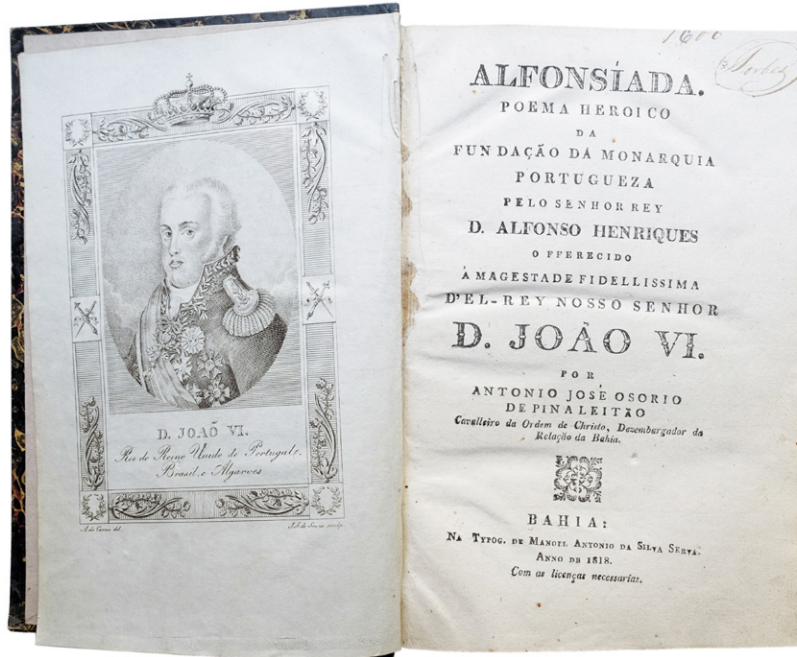 D. JOAÕ VI.
Rei do Reino Unido de Portugal,
Brasil, e Algarves
1600
ALFONSÍADA.
POEMA HEROICO
DA
FUNDAÇÃO DA MONARQUIA
PORTUGUEZA
PELO SENHOR REY
D. ALFONSO HENRIQUES
OFFERECIDO
Á MAGESTADE FIDELLISSIMA
D'EL-REY NOSSO SENHOR
D. JOÃO VI.
POR
ANTONIO JOSÉ OSORIO
DE PINA LEITÃO
Cavalleiro da Ordem de Christo, Dezembargador da
Relação da Bahia.
BAHIA:
NA TYPOG. DE MANOEL ANTONIO DA SILVA SERVA.
ANNO DE 1818.
Com as licenças necessarias.